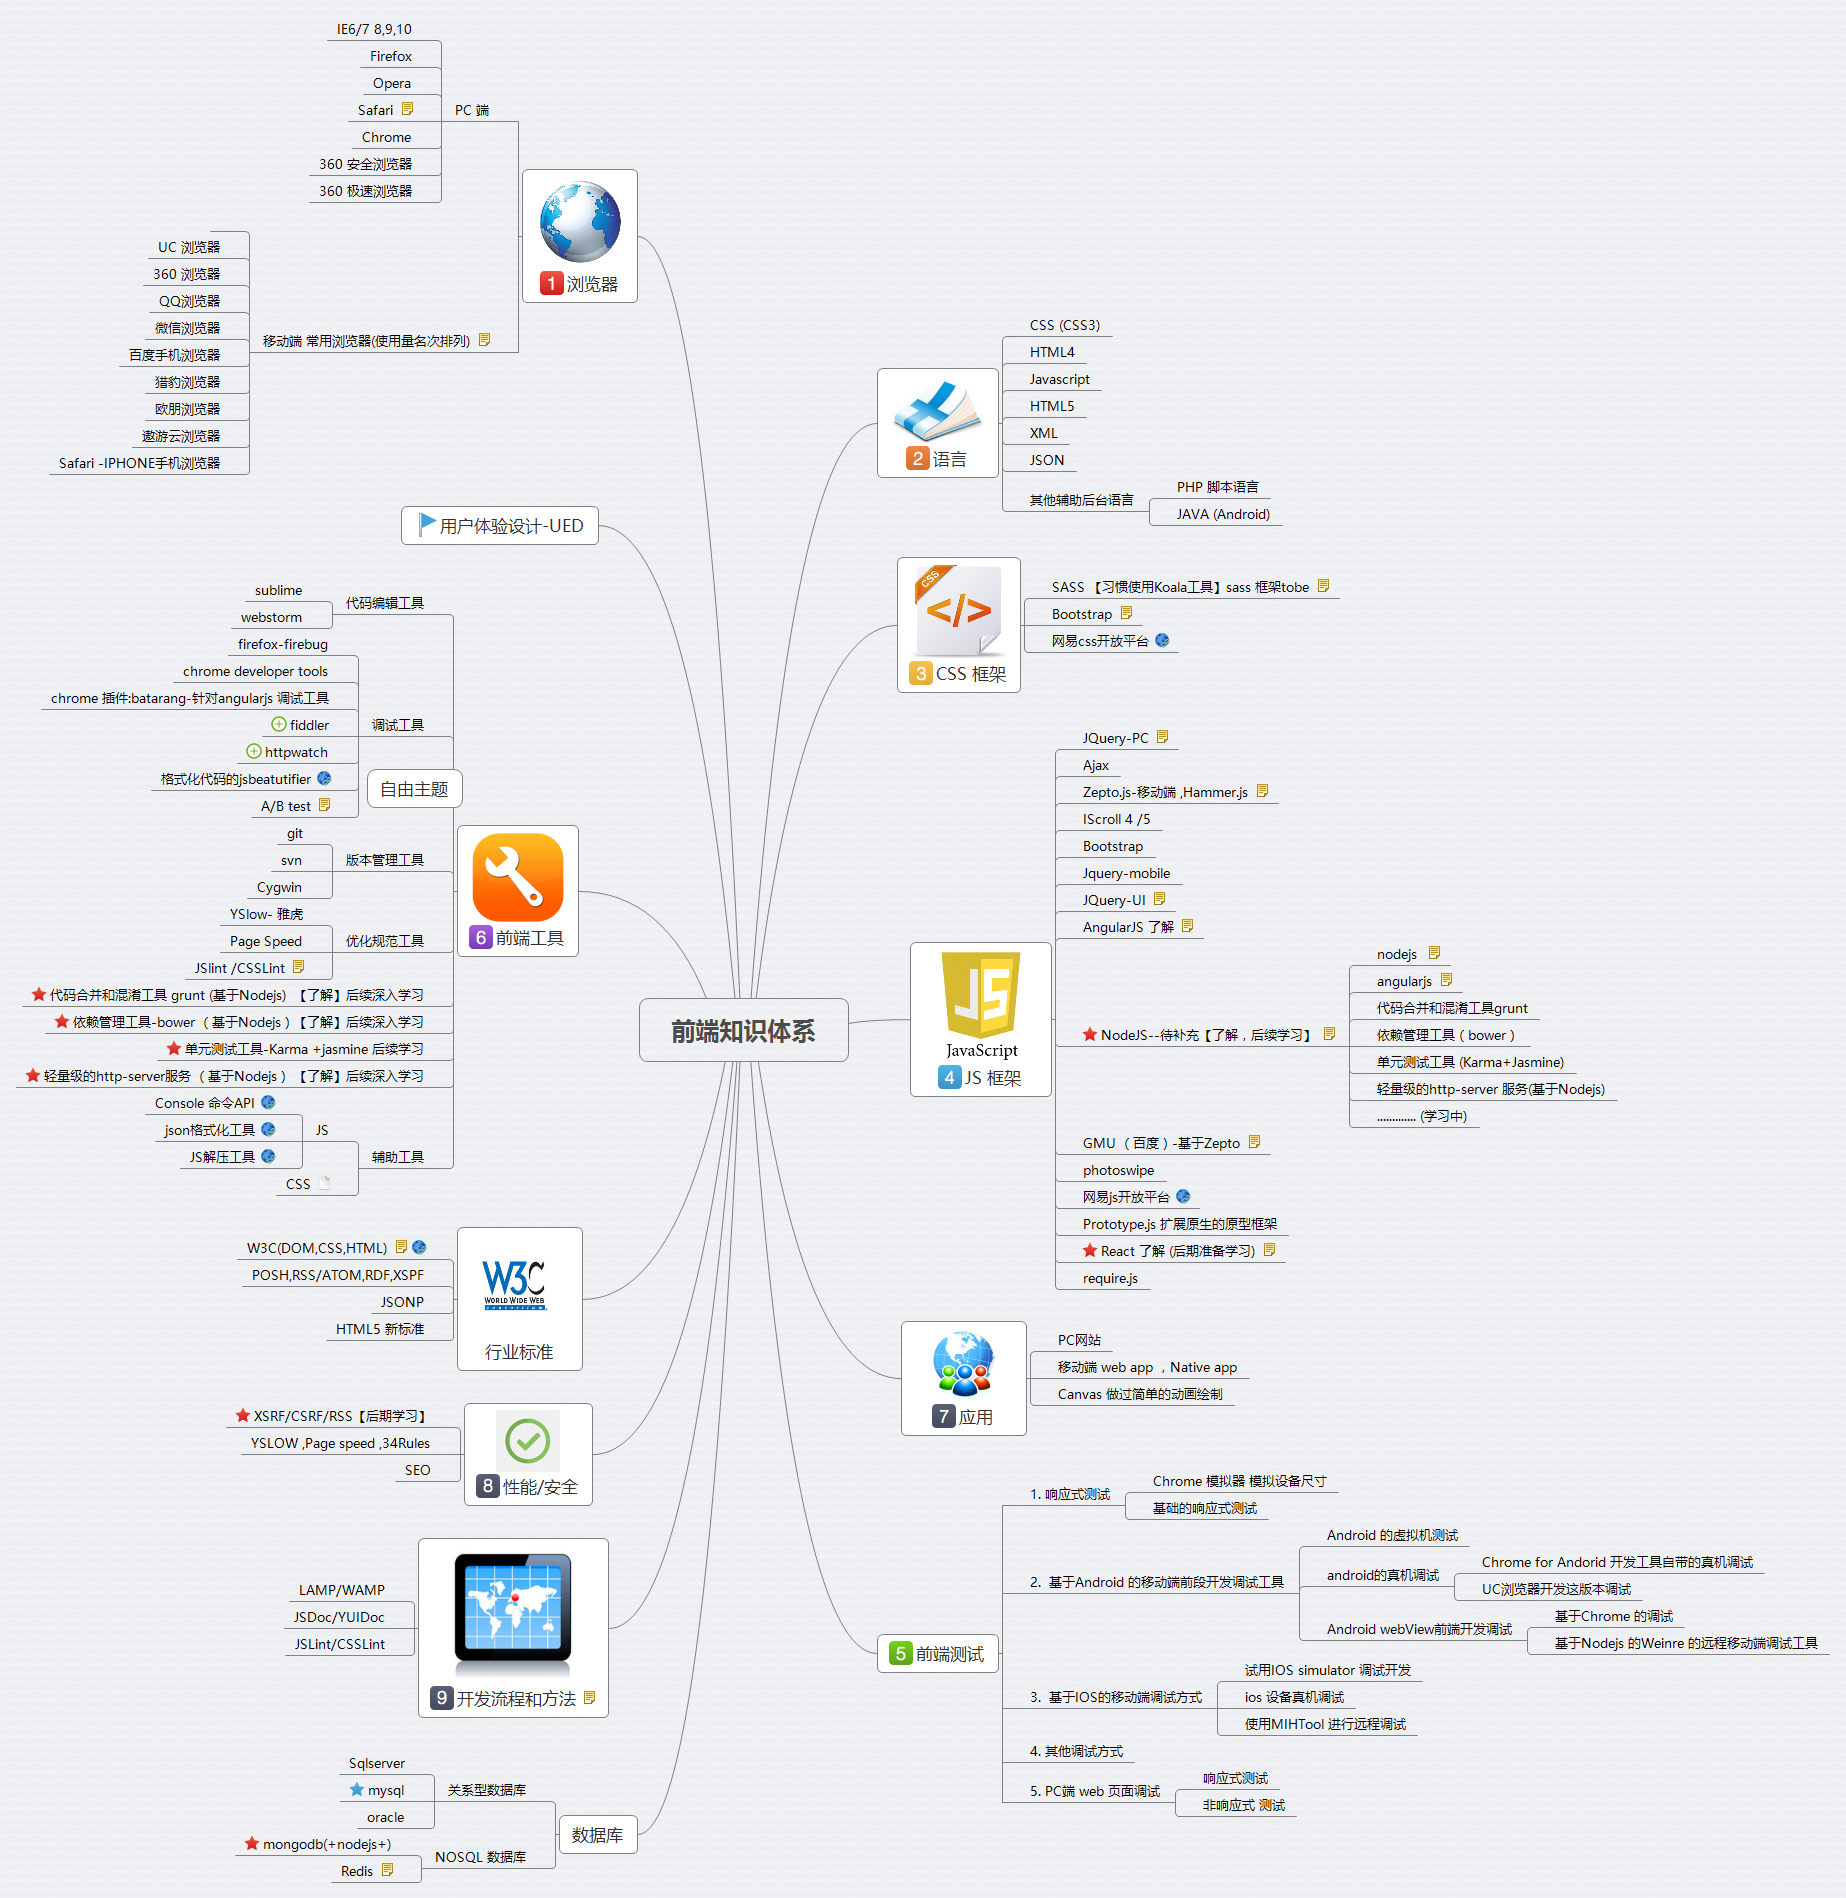 前端知识体系
1 浏览器
PC 端
IE6/7 8,9,10
Firefox
Opera
Safari
Chrome
360 安全浏览器
360 极速浏览器
移动端 常用浏览器(使用量名次排列)
UC 浏览器
360 浏览器
QQ浏览器
微信浏览器
百度手机浏览器
猎豹浏览器
欧朋浏览器
遨游云浏览器
Safari -IPHONE手机浏览器
2 语言
CSS (CSS3)
HTML4
Javascript
HTML5
XML
JSON
其他辅助后台语言
PHP 脚本语言
JAVA (Android)
用户体验设计-UED
CSS
</>
3 CSS 框架
SASS 【习惯使用Koala工具】sass 框架tobe
Bootstrap
网易css开放平台
JS
JavaScript
4 JS 框架
JQuery-PC
Ajax
Zepto.js-移动端 ,Hammer.js
IScroll 4 /5
Bootstrap
Jquery-mobile
JQuery-UI
AngularJS 了解
NodeJS--待补充【了解，后续学习】
nodejs
angularjs
代码合并和混淆工具grunt
依赖管理工具（bower）
单元测试工具 (Karma+Jasmine)
轻量级的http-server 服务(基于Nodejs)
............. (学习中)
GMU （百度）-基于Zepto
photoswipe
网易js开放平台
Prototype.js 扩展原生的原型框架
React 了解 (后期准备学习)
require.js
自由主题
6 前端工具
代码编辑工具
sublime
webstorm
调试工具
firefox-firebug
chrome developer tools
chrome 插件:batarang-针对angularjs 调试工具
fiddler
httpwatch
格式化代码的jsbeatutifier
A/B test
版本管理工具
git
svn
Cygwin
优化规范工具
YSlow- 雅虎
Page Speed
JSlint /CSSLint
代码合并和混淆工具 grunt (基于Nodejs) 【了解】后续深入学习
依赖管理工具-bower （基于Nodejs）【了解】后续深入学习
单元测试工具-Karma +jasmine 后续学习
轻量级的http-server服务 （基于Nodejs） 【了解】后续深入学习
辅助工具
JS
Console 命令API
json格式化工具
JS解压工具
CSS
W3C
WORLD WIDE WEB
CONSORTIUM
行业标准
W3C(DOM,CSS,HTML)
POSH,RSS/ATOM,RDF,XSPF
JSONP
HTML5 新标准
7 应用
PC网站
移动端 web app ，Native app
Canvas 做过简单的动画绘制
8 性能/安全
XSRF/CSRF/RSS【后期学习】
YSLOW ,Page speed ,34Rules
SEO
9 开发流程和方法
LAMP/WAMP
JSDoc/YUIDoc
JSLint/CSSLint
5 前端测试
1. 响应式测试
Chrome 模拟器 模拟设备尺寸
基础的响应式测试
2. 基于Android 的移动端前段开发调试工具
Android 的虚拟机测试
android的真机调试
Chrome for Andorid 开发工具自带的真机调试
UC浏览器开发这版本调试
Android webView前端开发调试
基于Chrome 的调试
基于Nodejs 的Weinre 的远程移动端调试工具
3. 基于IOS的移动端调试方式
试用IOS simulator 调试开发
ios 设备真机调试
使用MIHTool 进行远程调试
4. 其他调试方式
5. PC端 web 页面调试
响应式测试
非响应式 测试
数据库
关系型数据库
Sqlserver
mysql
oracle
NOSQL 数据库
mongodb(+nodejs+)
Redis